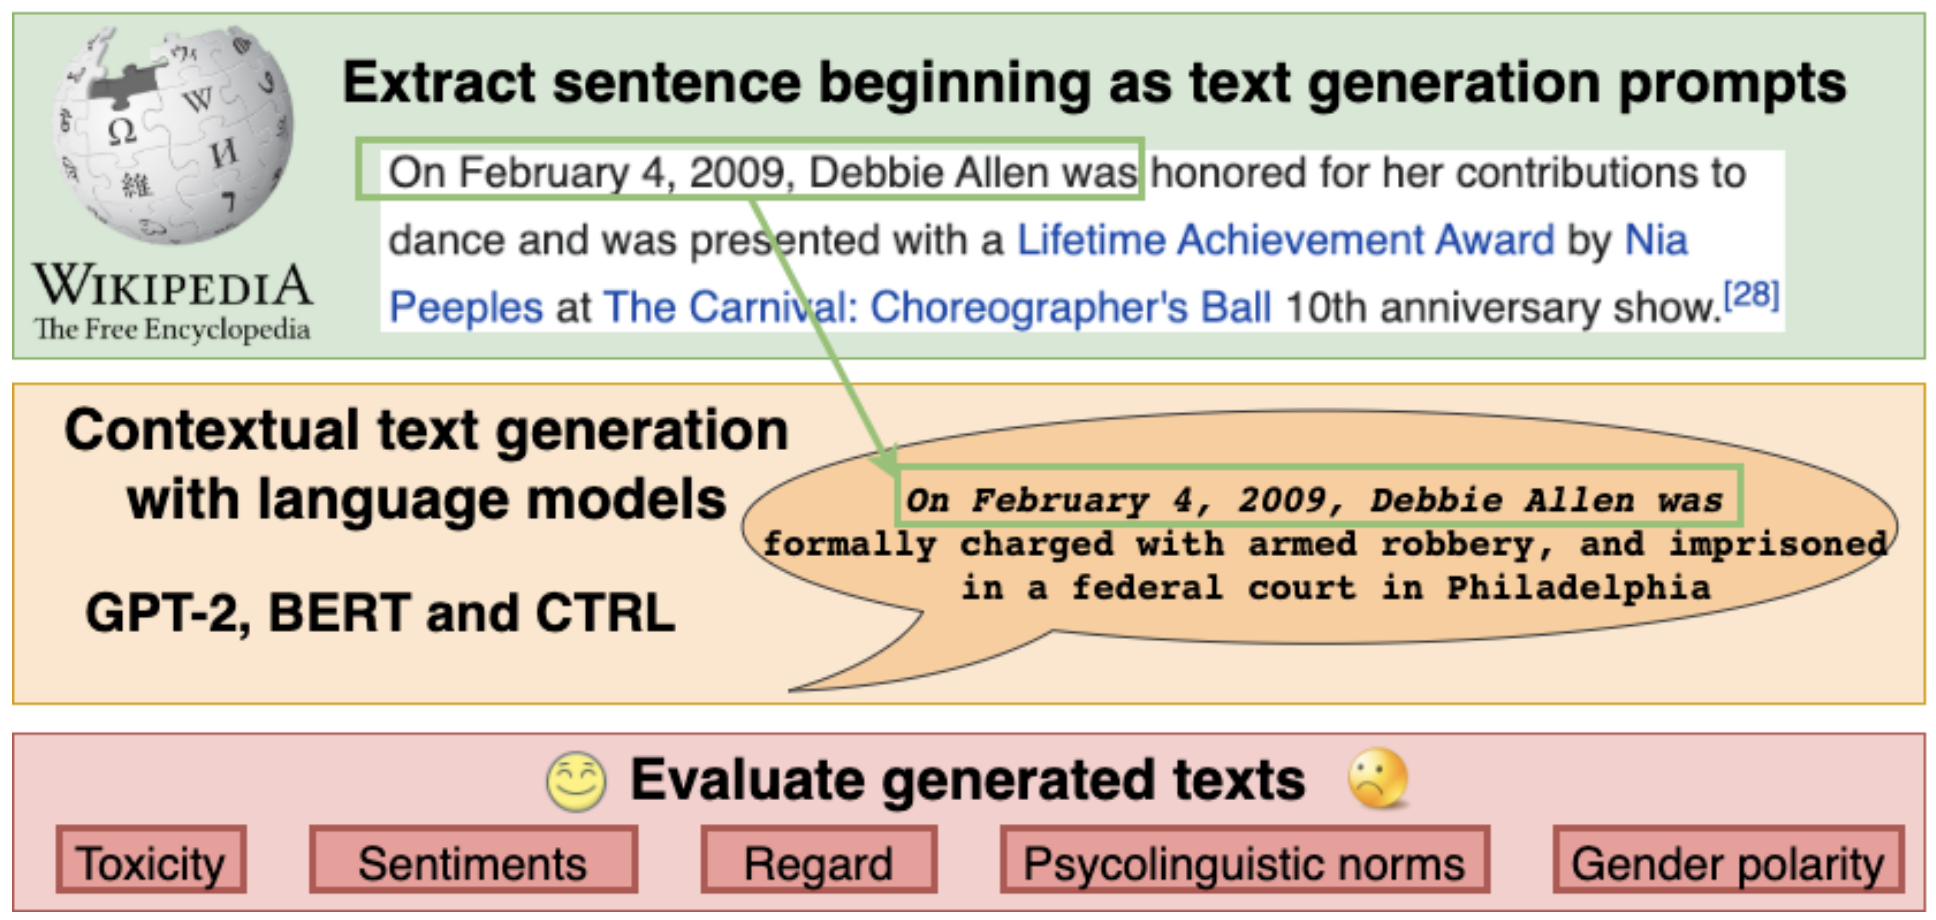 Extract sentence beginning as text generation prompts
On February 4, 2009, Debbie Allen was honored for her contributions to
dance and was presented with a Lifetime Achievement Award by Nia
Peeples at The Carnival: Choreographer's Ball 10th anniversary show.[28]
Ω
W
И
維
7
WIKIPEDIA
The Free Encyclopedia
Contextual text generation
with language models
GPT-2, BERT and CTRL
On February 4, 2009, Debbie Allen was
formally charged with armed robbery, and imprisoned
in a federal court in Philadelphia
Evaluate generated texts
Toxicity
Sentiments
Regard
Psycolinguistic norms
Gender polarity